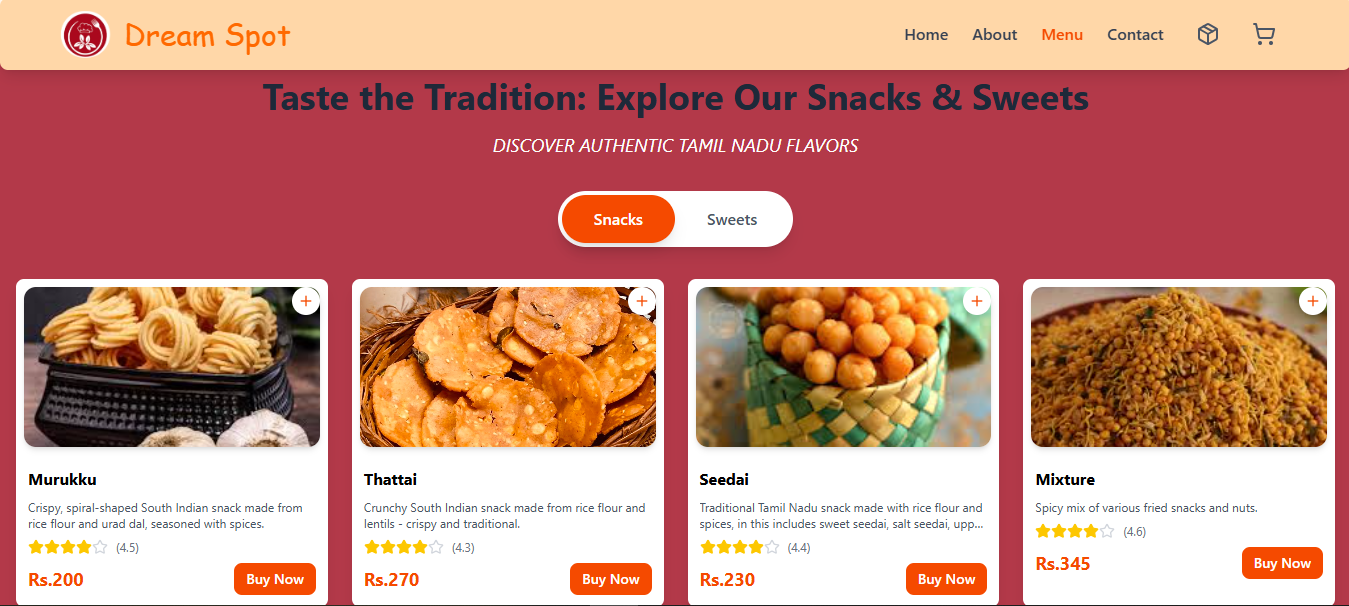 Dream Spot
Home
About
Menu
Contact
Taste the Tradition: Explore Our Snacks & Sweets
DISCOVER AUTHENTIC TAMIL NADU FLAVORS
Snacks
Sweets
Murukku
Crispy, spiral-shaped South Indian snack made from
rice flour and urad dal, seasoned with spices.
(4.5)
Rs.200
Buy Now
Thattai
Crunchy South Indian snack made from rice flour and
lentils - crispy and traditional.
(4.3)
Rs.270
Buy Now
Seedai
Traditional Tamil Nadu snack made with rice flour and
spices, in this includes sweet seedai, salt seedai, upp...
(4.4)
Rs.230
Buy Now
Mixture
Spicy mix of various fried snacks and nuts.
(4.6)
Rs.345
Buy Now